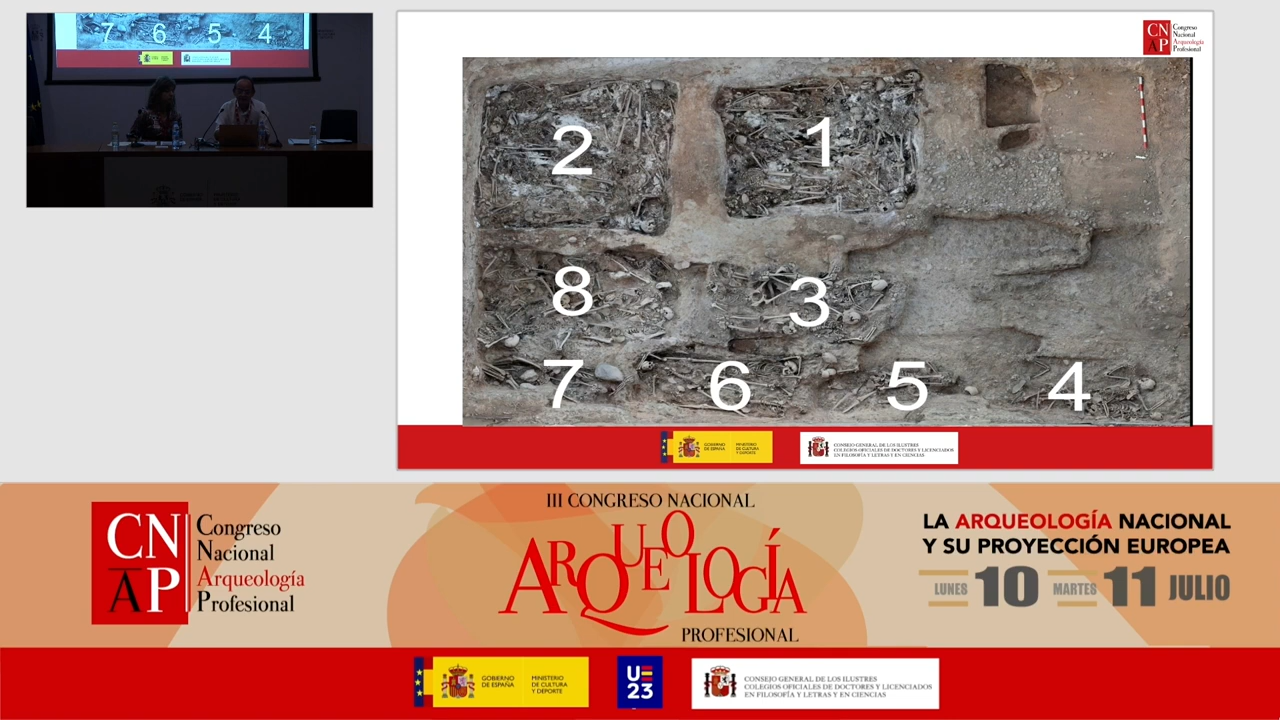 7 6 5 4
CN
AP
Congreso
Nacional
Arqueología
Profesional
2 1
8 3
7 6 5 4
GOBIERNO
DE ESPAÑA
MINISTERIO
DE CULTURA
Y DEPORTE
CONSEJO GENERAL DE LOS ILUSTRES
COLEGIOS OFICIALES DE DOCTORES Y LICENCIADOS
EN FILOSOFÍA Y LETRAS Y EN CIENCIAS
CN
AP
Congreso
Nacional
Arqueología
Profesional
III CONGRESO NACIONAL
ARQUEOLOGÍA
PROFESIONAL
LA ARQUEOLOGÍA NACIONAL
Y SU PROYECCIÓN EUROPEA
LUNES 10 MARTES 11 JULIO
GOBIERNO
DE ESPAÑA
MINISTERIO
DE CULTURA
Y DEPORTE
UE
23
CONSEJO GENERAL DE LOS ILUSTRES
COLEGIOS OFICIALES DE DOCTORES Y LICENCIADOS
EN FILOSOFÍA Y LETRAS Y EN CIENCIAS